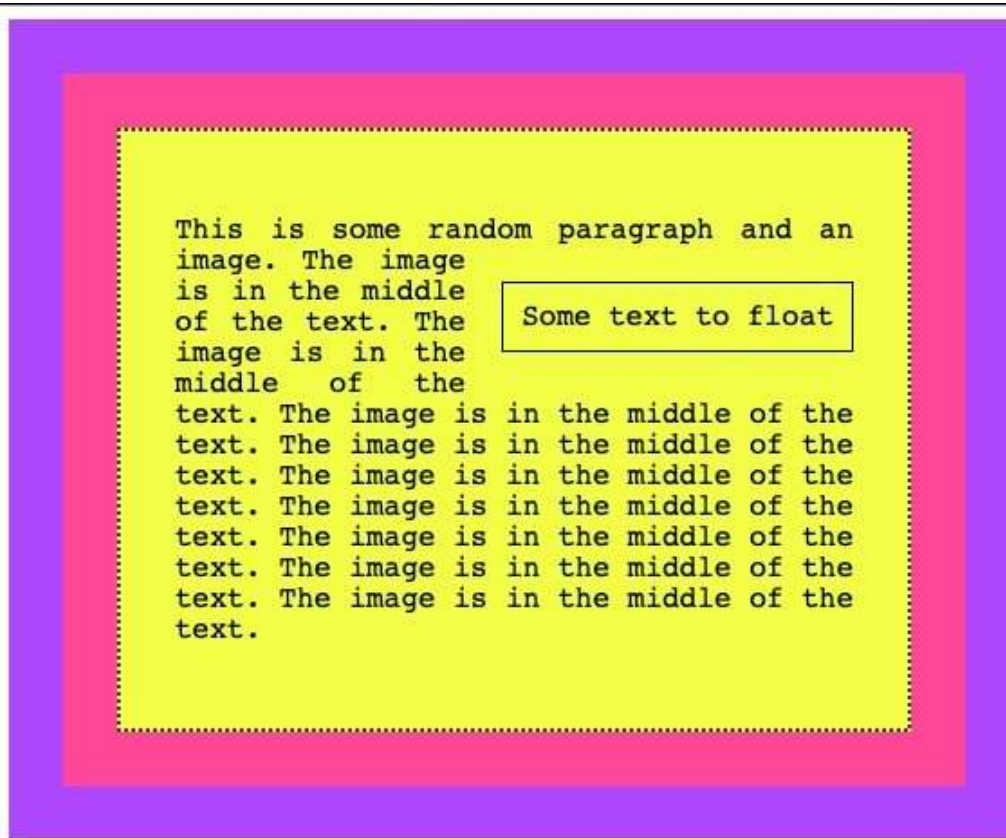 This is some random paragraph and an
image. The image
is in the middle
of the text. The
image is in the
middle of the
Some text to float
text. The image is in the middle of the
text. The image is in the middle of the
text. The image is in the middle of the
text. The image is in the middle of the
text. The image is in the middle of the
text. The image is in the middle of the
text. The image is in the middle of the
text.